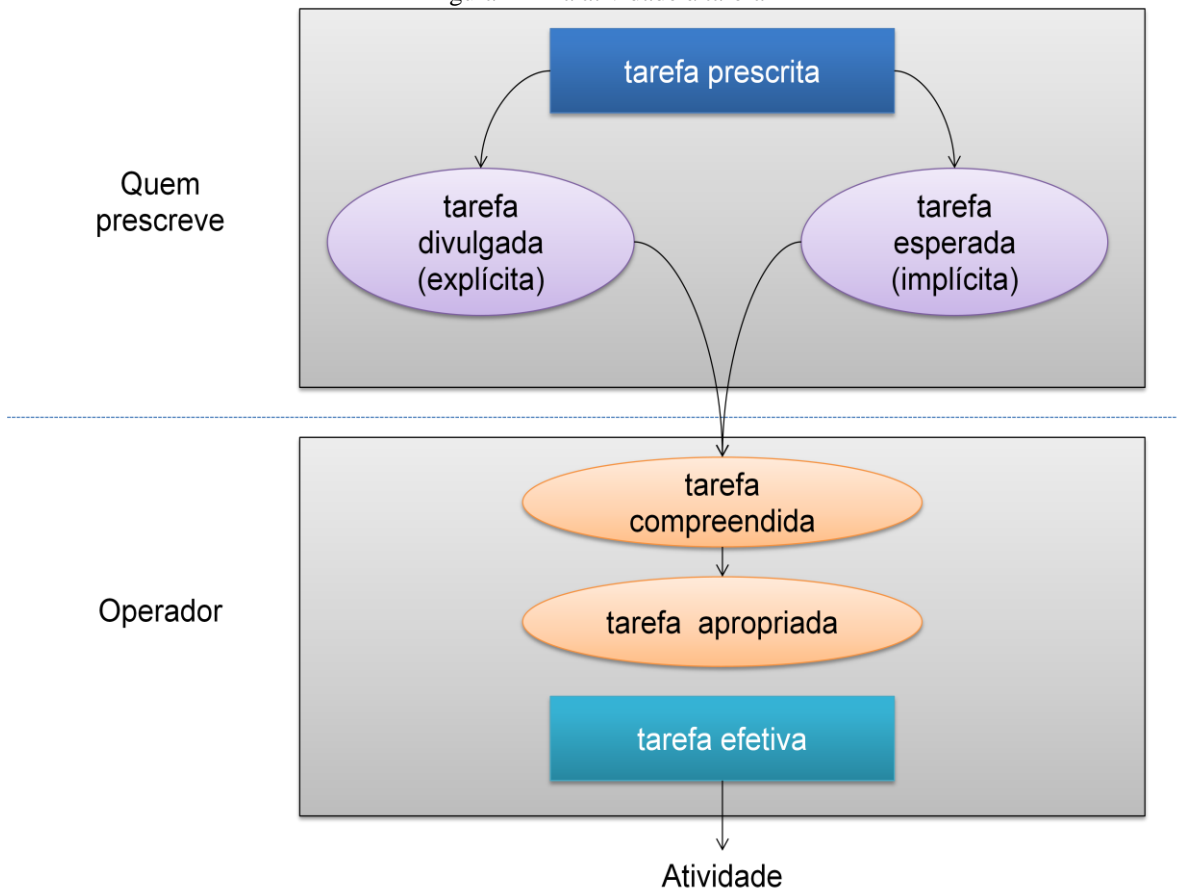 tarefa prescrita
Quem
prescreve
tarefa
divulgada
(explícita)
tarefa
esperada
(implícita)
tarefa
compreendida
Operador
tarefa apropriada
tarefa efetiva
Atividade